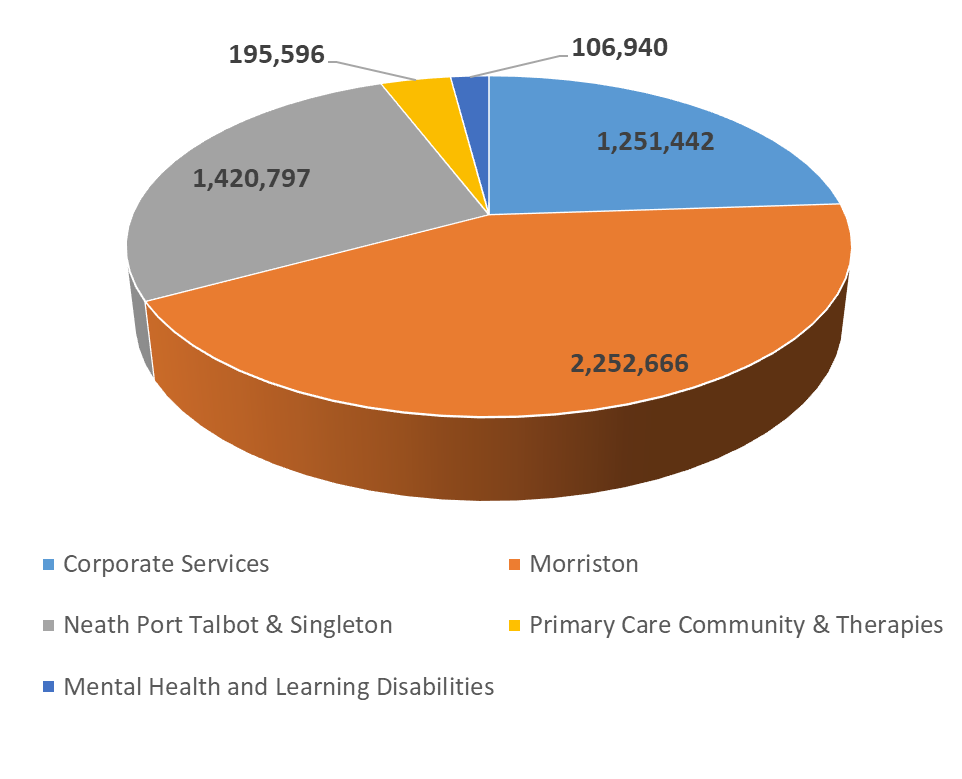 195,596
106,940
1,251,442
1,420,797
2,252,666
Corporate Services
Morriston
Neath Port Talbot & Singleton
Primary Care Community & Therapies
Mental Health and Learning Disabilities